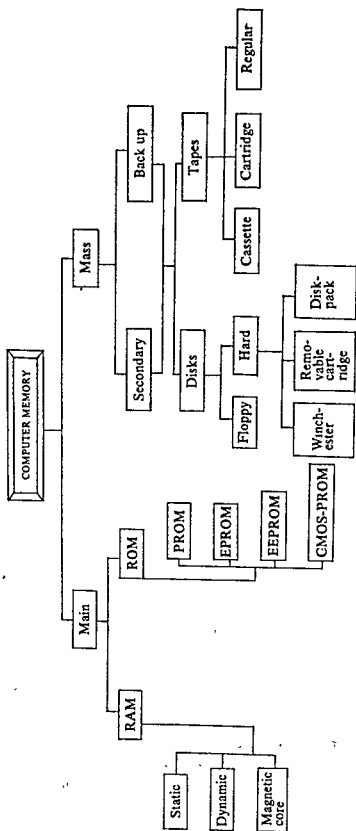 COMPUTER MEMORY
Main
Mass
RAM
ROM
Secondary
Back up
Static
Dynamic
Magnetic
core
PROM
EPROM
EEPROM
CMOS-PROM
Disks
Tapes
Floppy
Hard
Cassette
Cartridge
Regular
Winch-
ester
Remo-
vable
cart-
ridge
Disk-
pack